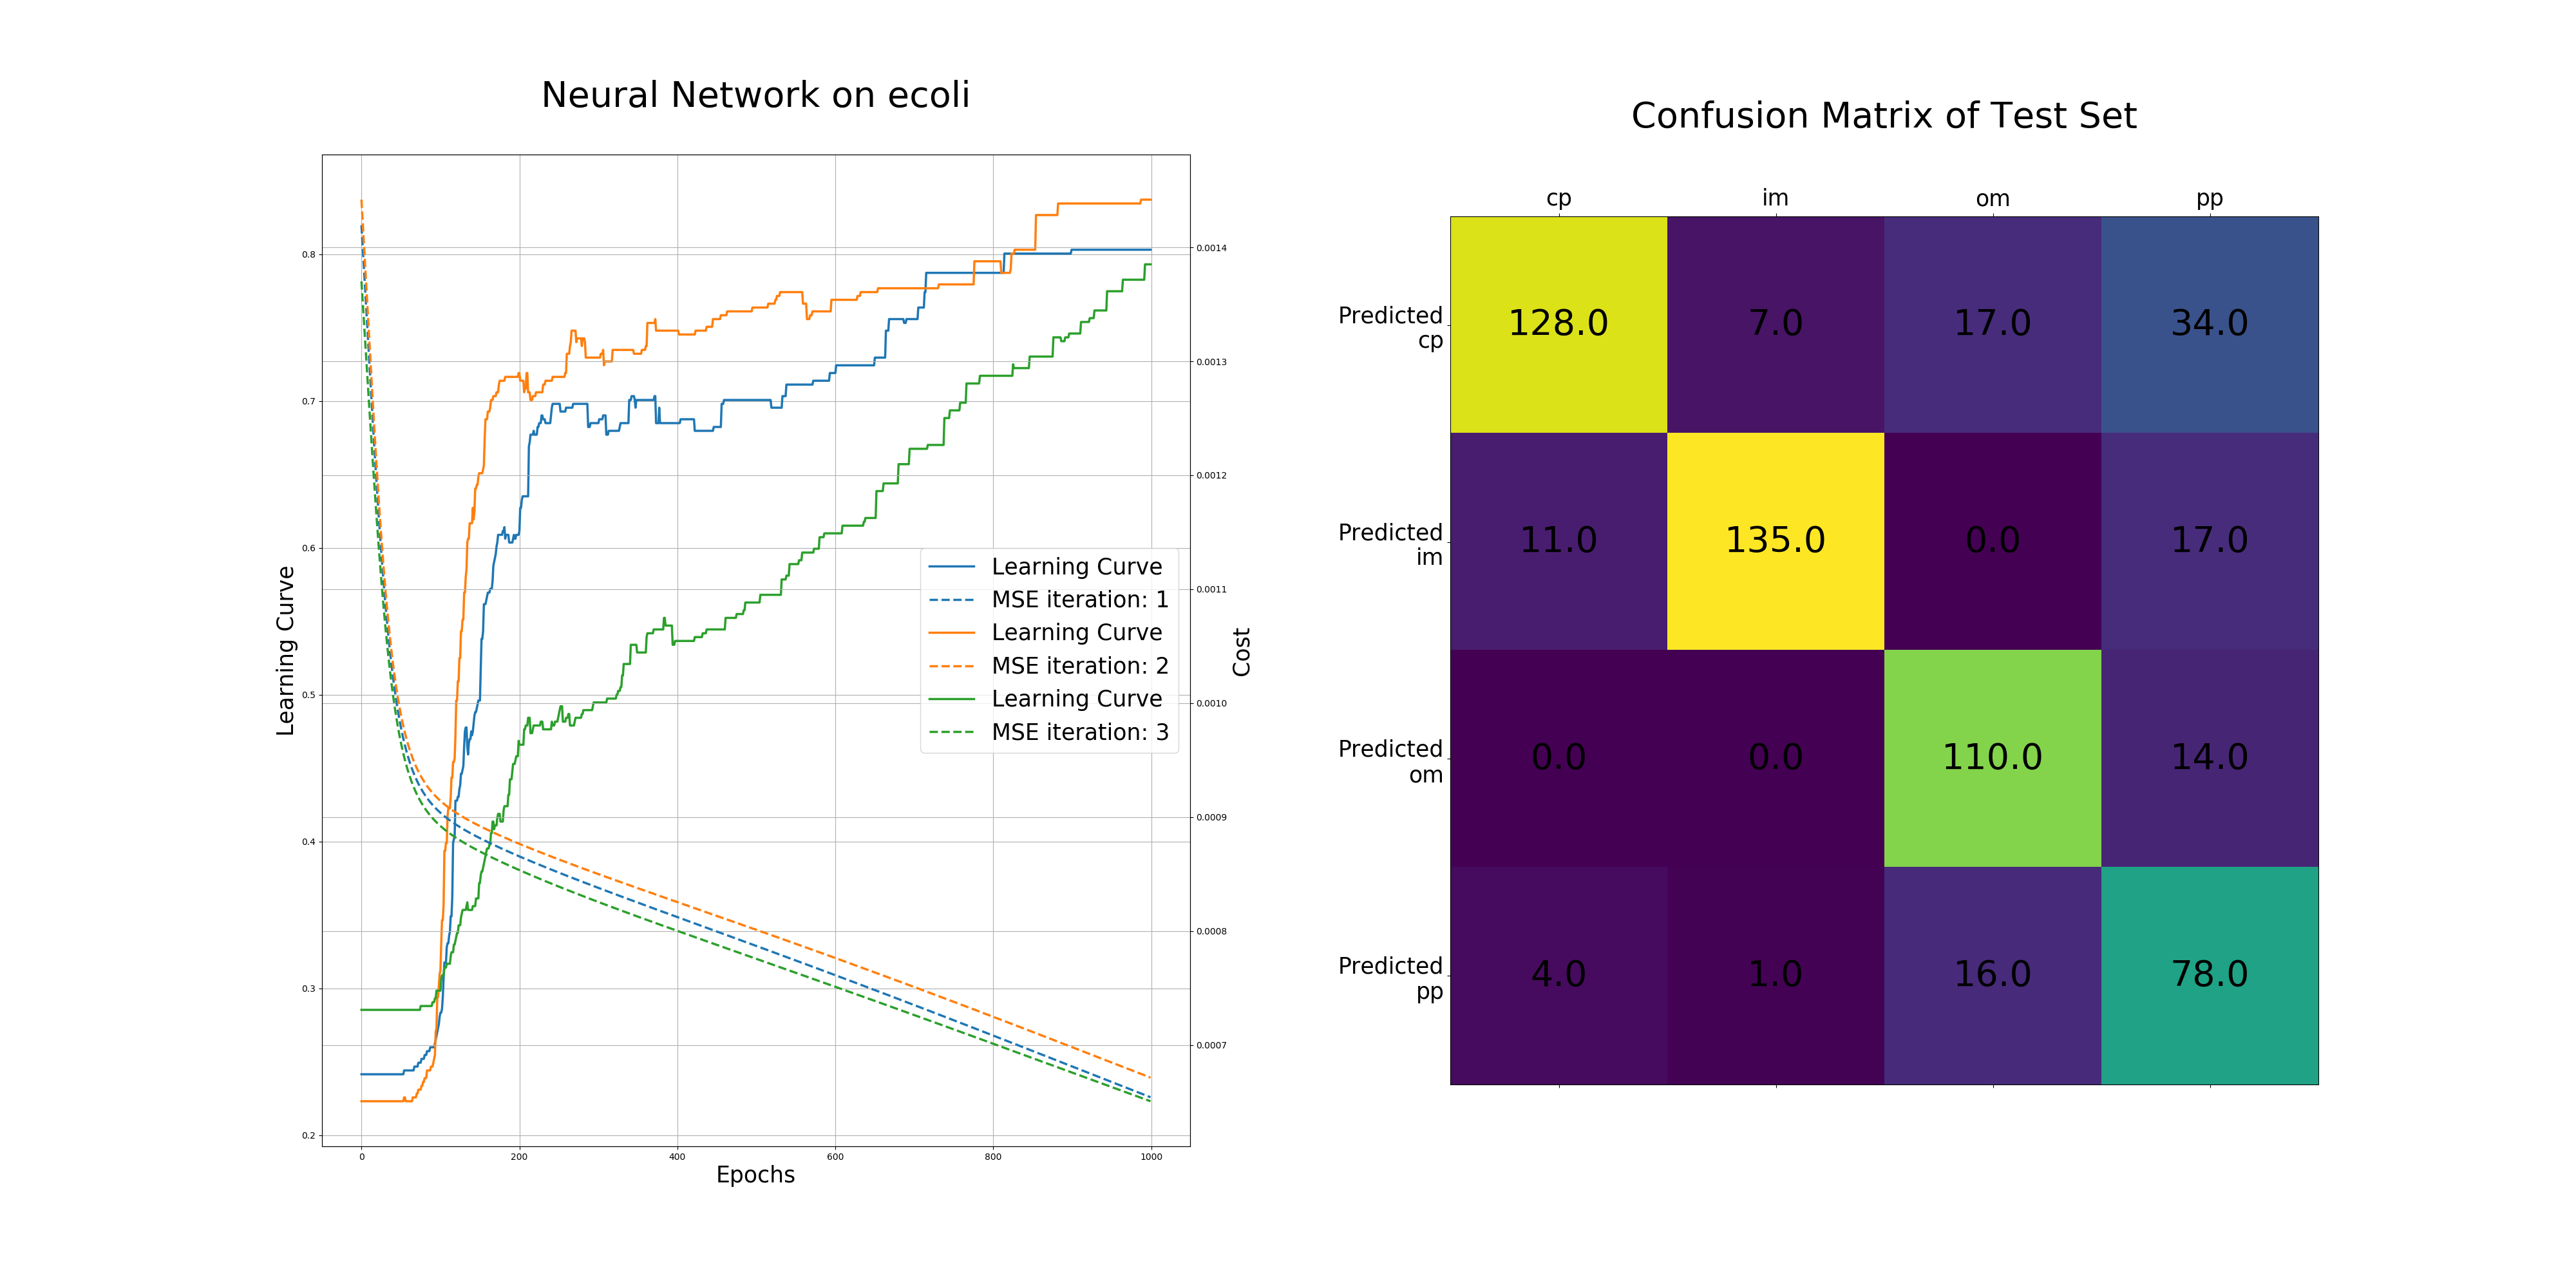 Neural Network on ecoli
Learning Curve
0.8
0.7
0.6
0.5
0.4
0.3
0.2
0
200
400
600
800
1000
Epochs
0.0014
0.0013
0.0012
0.0011
0.0010
0.0009
0.0008
0.0007
Cost
Learning Curve
MSE iteration: 1
Learning Curve
MSE iteration: 2
Learning Curve
MSE iteration: 3
Confusion Matrix of Test Set
cp im om pp
Predicted
cp
128.0 7.0 17.0 34.0
Predicted
im
11.0 135.0 0.0 17.0
Predicted
om
0.0 0.0 110.0 14.0
Predicted
pp
4.0 1.0 16.0 78.0